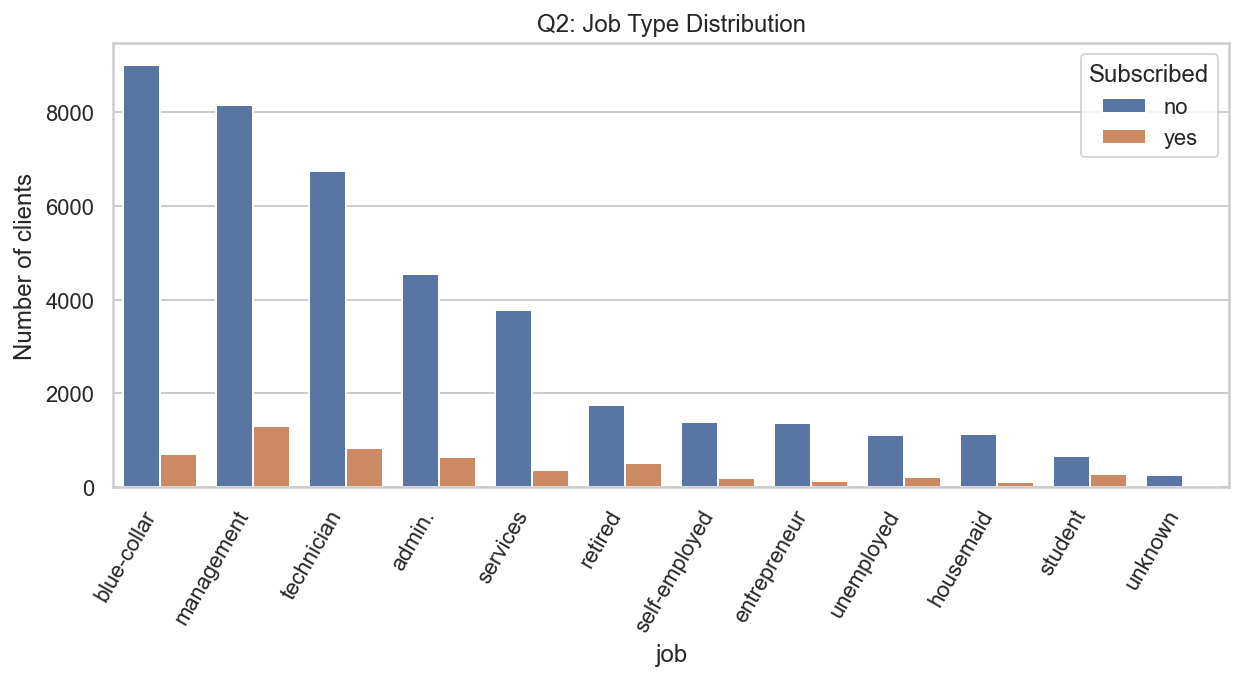 Q2: Job Type Distribution
Subscribed
no
yes
Number of clients
8000
6000
4000
2000
0
blue-collar
management
technician
admin.
services
retired
self-employed
entrepreneur
unemployed
housemaid
student
unknown
job